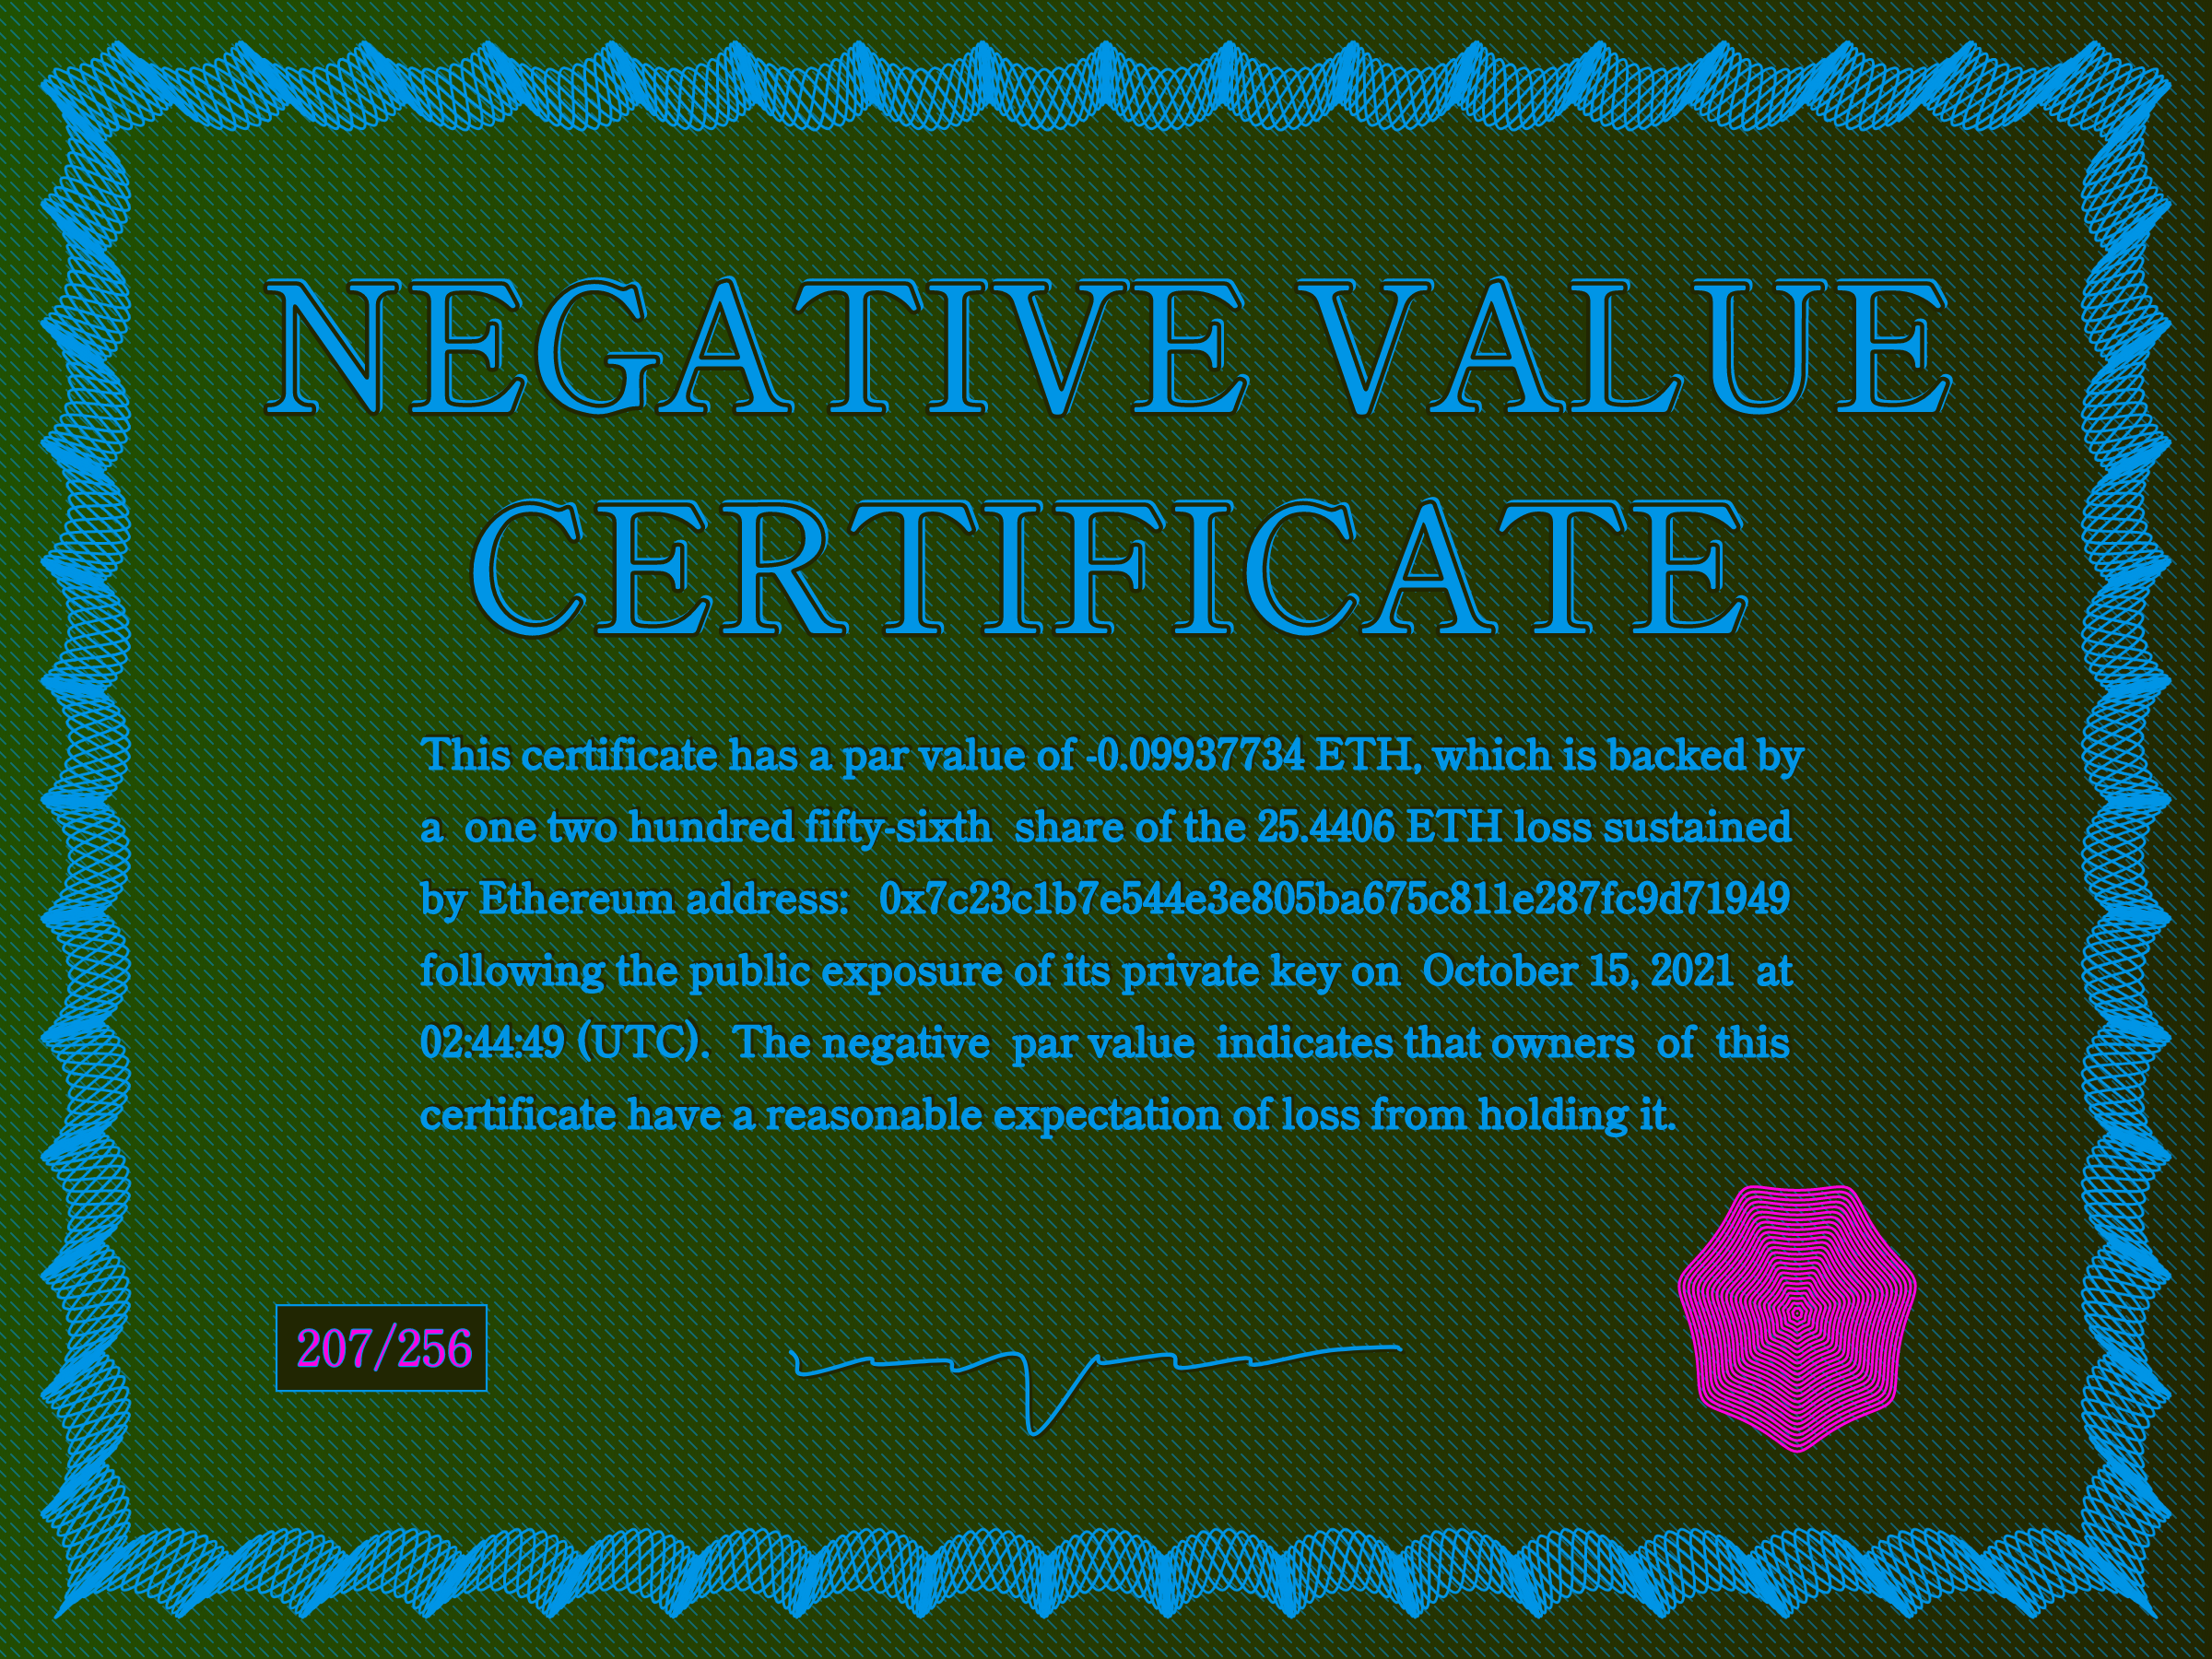 NEGATIVE VALUE
CERTIFICATE
This certificate has a par value of -0.09937734 ETH, which is backed by
a one two hundred fifty-sixth share of the 25.4406 ETH loss sustained
by Ethereum address: 0x7c23c1b7e544e3e805ba675c811e287fc9d71949
following the public exposure of its private key on October 15, 2021 at
02:44:49 (UTC). The negative par value indicates that owners of this
certificate have a reasonable expectation of loss from holding it.
207/256